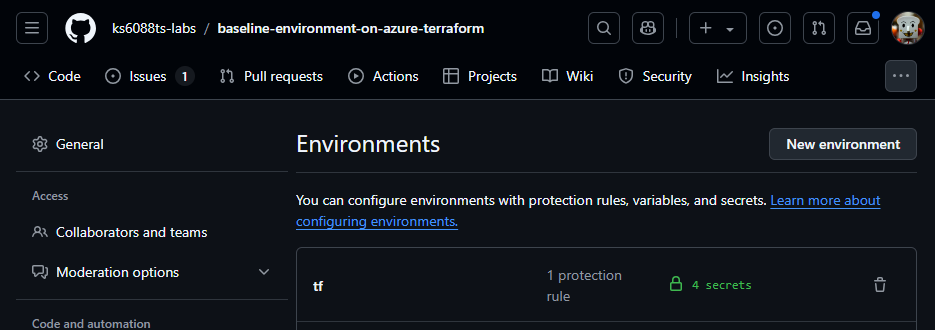 ks6088ts-labs / baseline-environment-on-azure-terraform
Code
Issues 1
Pull requests
Actions
Projects
Wiki
Security
Insights
General
Access
Collaborators and teams
Moderation options
Code and automation
Environments
New environment
You can configure environments with protection rules, variables, and secrets. Learn more about
configuring environments.
tf
1 protection
rule
4 secrets